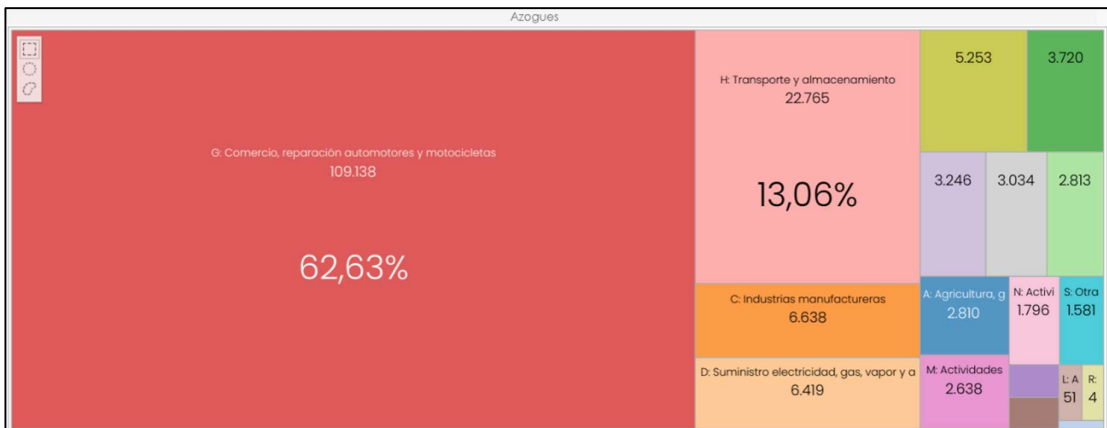 Azogues
G: Comercio, reparación automotores y motocicletas
109.138
62,63%
H: Transporte y almacenamiento
22.765
13,06%
C: Industrias manufactureras
6.638
D: Suministro electricidad, gas, vapor y a
6.419
5.253
3.720
3.246
3.034
2.813
A: Agricultura, g
2.810
N: Activi
1.796
S: Otra
1.581
M: Actividades
2.638
L: A
51
R:
4